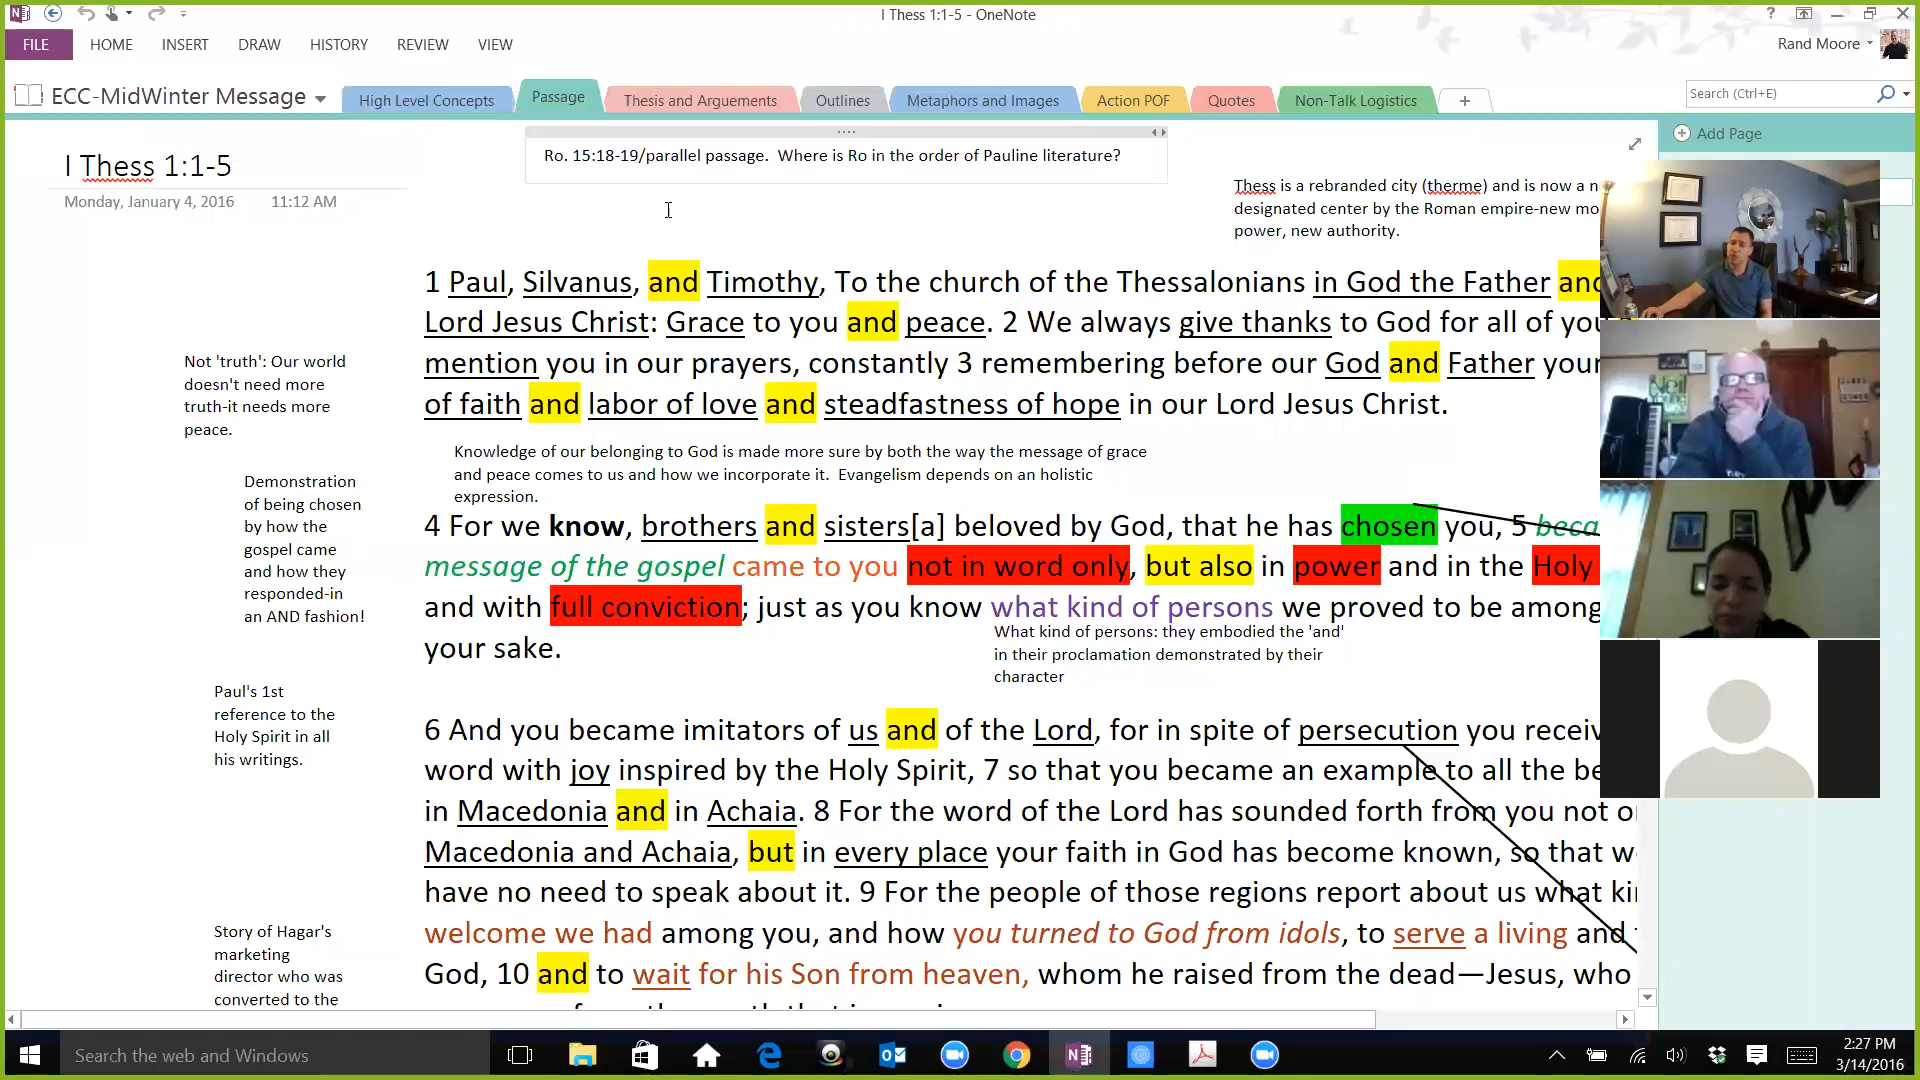 I Thess 1:1-5 - OneNote
FILE HOME INSERT DRAW HISTORY REVIEW VIEW
Rand Moore
ECC-MidWinter Message
High Level Concepts Passage Thesis and Arguements Outlines Metaphors and Images Action POF Quotes Non-Talk Logistics +
Search (Ctrl+E)
Add Page
I Thess 1:1-5
Monday, January 4, 2016 11:12 AM
Ro. 15:18-19/parallel passage. Where is Ro in the order of Pauline literature?
Thess is a rebranded city (therme) and is now a n
designated center by the Roman empire-new mo
power, new authority.
1 Paul, Silvanus, and Timothy, To the church of the Thessalonians in God the Father and
Lord Jesus Christ: Grace to you and peace. 2 We always give thanks to God for all of you
mention you in our prayers, constantly 3 remembering before our God and Father your
of faith and labor of love and steadfastness of hope in our Lord Jesus Christ.
Not 'truth': Our world
doesn't need more
truth-it needs more
peace.
Knowledge of our belonging to God is made more sure by both the way the message of grace
and peace comes to us and how we incorporate it. Evangelism depends on an holistic
expression.
Demonstration
of being chosen
by how the
gospel came
and how they
responded-in
an AND fashion!
4 For we know, brothers and sisters[a] beloved by God, that he has chosen you, 5 beca
message of the gospel came to you not in word only, but also in power and in the Holy
and with full conviction; just as you know what kind of persons we proved to be among
your sake.
What kind of persons: they embodied the 'and'
in their proclamation demonstrated by their
character
Paul's 1st
reference to the
Holy Spirit in all
his writings.
6 And you became imitators of us and of the Lord, for in spite of persecution you receiv
word with joy inspired by the Holy Spirit, 7 so that you became an example to all the be
in Macedonia and in Achaia. 8 For the word of the Lord has sounded forth from you not o
Macedonia and Achaia, but in every place your faith in God has become known, so that w
have no need to speak about it. 9 For the people of those regions report about us what ki
welcome we had among you, and how you turned to God from idols, to serve a living and
God, 10 and to wait for his Son from heaven, whom he raised from the dead—Jesus, who
Story of Hagar's
marketing
director who was
converted to the
Search the web and Windows
2:27 PM
3/14/2016